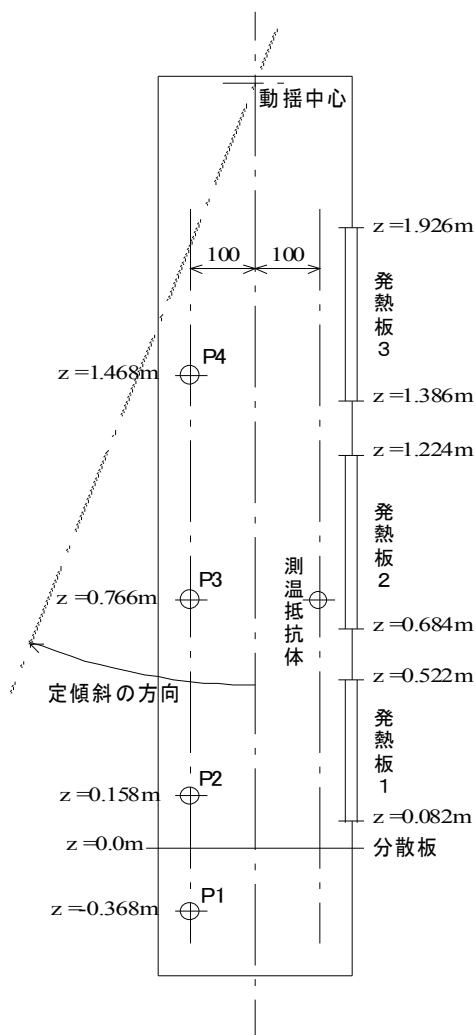 動揺中心
z=1.926m
100 100
発熱板3
P4
z=1.468m
z=1.386m
z=1.224m
発熱板2
測温抵抗体
P3
z=0.766m
z=0.684m
z=0.522m
定傾斜の方向
発熱板1
P2
z=0.158m
z=0.082m
z=0.0m
分散板
P1
z=-0.368m